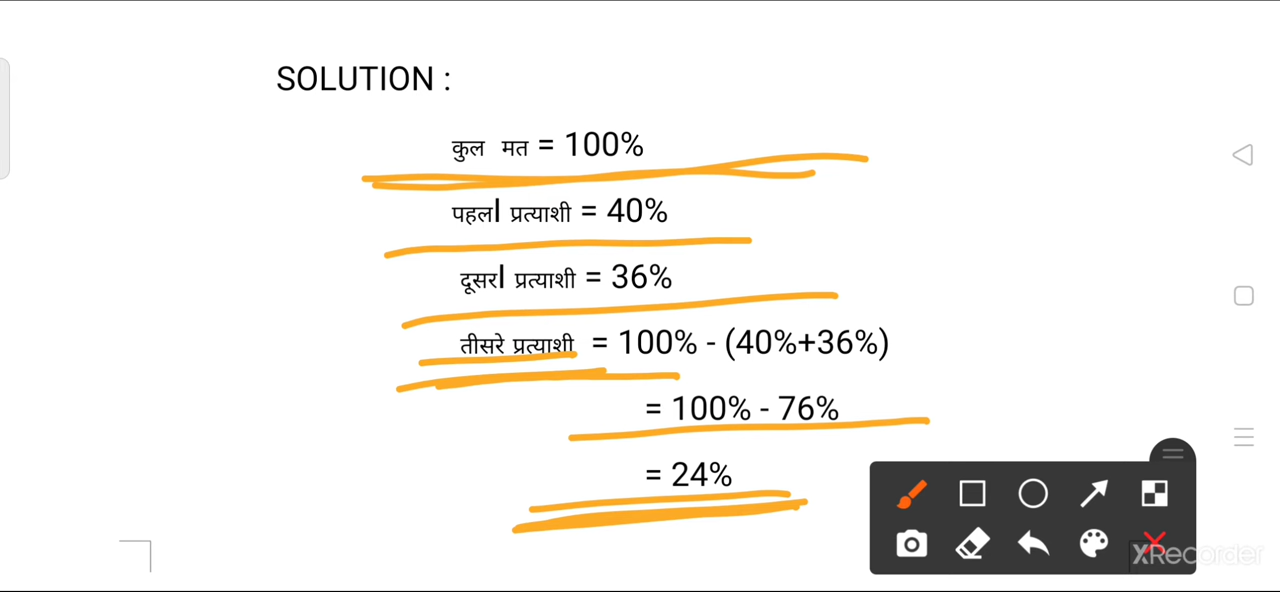 SOLUTION :
कुल मत = 100%
पहला प्रत्याशी = 40%
दूसरा प्रत्याशी = 36%
तीसरे प्रत्याशी = 100% - (40%+36%)
= 100% - 76%
= 24%
XRecorder